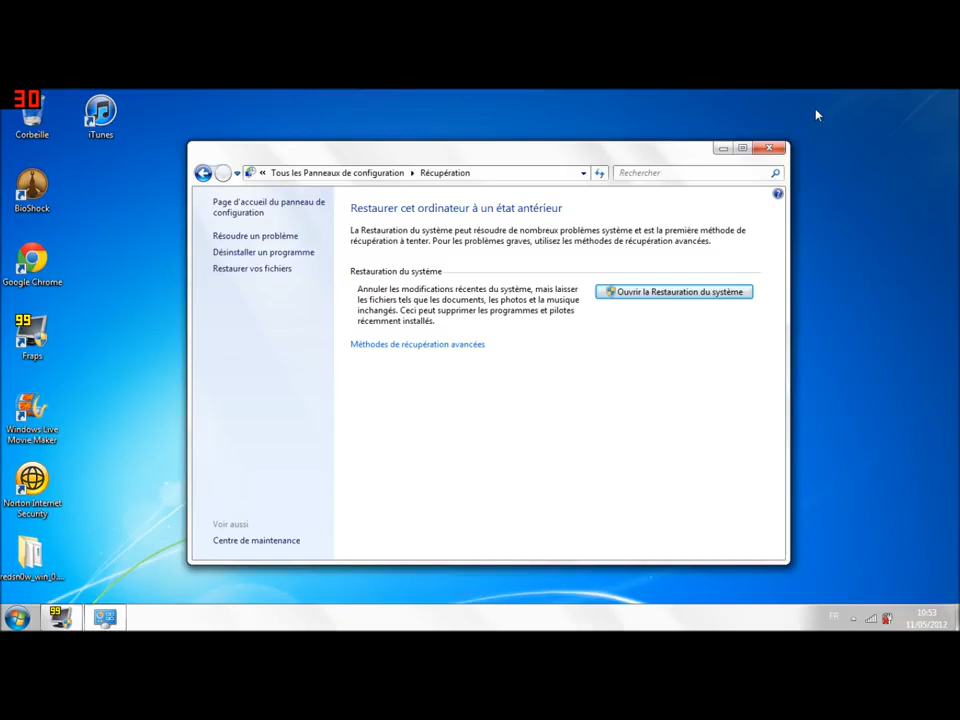 30
Corbeille
iTunes
BioShock
Google Chrome
99
Fraps
Windows Live
Movie Maker
Norton Internet
Security
redsn0w_win_0....
« Tous les Panneaux de configuration ▸ Récupération
Rechercher
Page d'accueil du panneau de
configuration
Résoudre un problème
Désinstaller un programme
Restaurer vos fichiers
Voir aussi
Centre de maintenance
Restaurer cet ordinateur à un état antérieur
La Restauration du système peut résoudre de nombreux problèmes système et est la première méthode de
récupération à tenter. Pour les problèmes graves, utilisez les méthodes de récupération avancées.
Restauration du système
Annuler les modifications récentes du système, mais laisser
les fichiers tels que les documents, les photos et la musique
inchangés. Ceci peut supprimer les programmes et pilotes
récemment installés.
Ouvrir la Restauration du système
Méthodes de récupération avancées
99
FR
10:53
11/05/2012